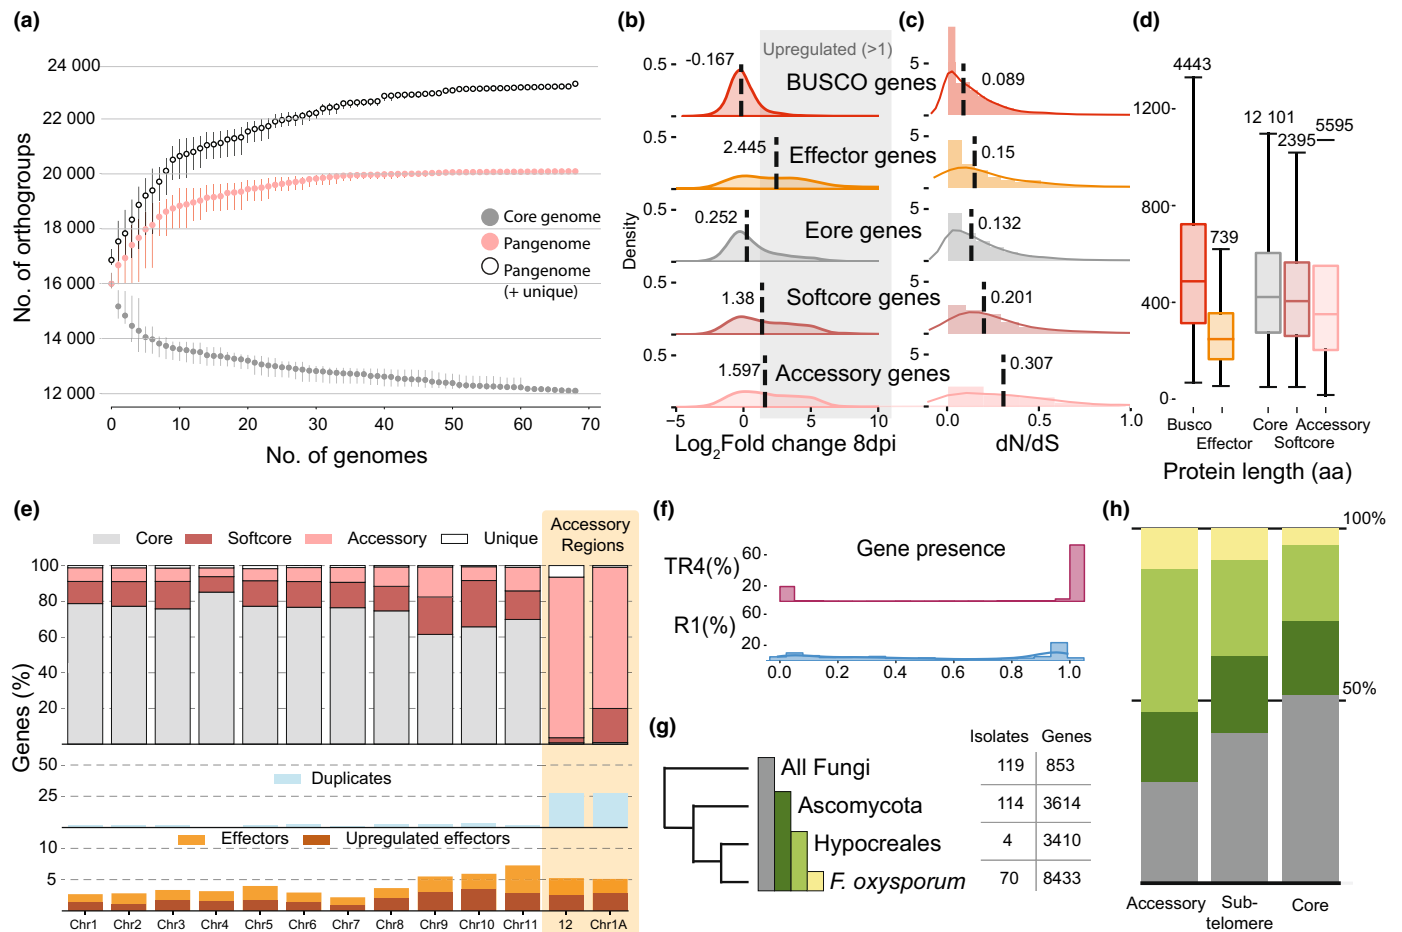 (a)
24 000
22 000
20 000
18 000
16 000
14 000
12 000
No. of orthogroups
Core genome
Pangenome
Pangenome
(+ unique)
0 10 20 30 40 50 60 70
No. of genomes
(b)
Upregulated (>1)
0.5
-0.167
BUSCO genes
0.5
2.445
Effector genes
0.5
0.252
Eore genes
0.5
1.38
Softcore genes
0.5
1.597
Accessory genes
Density
−5 0 5 10
Log2Fold change 8dpi
(c)
5
0.089
5
0.15
5
0.132
5
0.201
5
0.307
0.0 0.5 1.0
dN/dS
(d)
4443
1200
12 101
2395
5595
800
739
400
0
Busco
Effector
Core
Softcore
Accessory
Protein length (aa)
(e)
Accessory
Regions
Core Softcore Accessory Unique
100
80
60
40
20
Genes (%)
50
Duplicates
25
Effectors Upregulated effectors
10
5
Chr1 Chr2 Chr3 Chr4 Chr5 Chr6 Chr7 Chr8 Chr9 Chr10 Chr11 12 Chr1A
(f)
Gene presence
60
TR4(%)
20
60
R1(%)
20
0.0 0.2 0.4 0.6 0.8 1.0
(g)
Isolates Genes
All Fungi 119 853
Ascomycota 114 3614
Hypocreales 4 3410
F. oxysporum 70 8433
(h)
100%
50%
Accessory
Sub-
telomere
Core